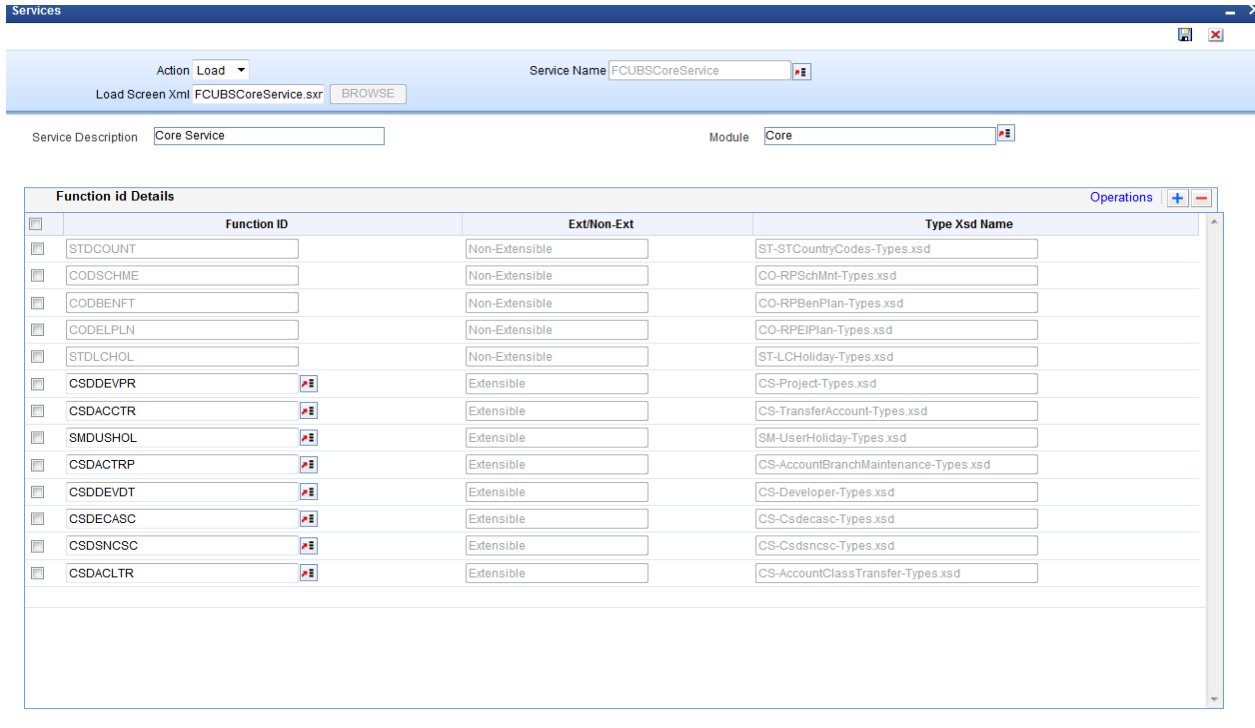 Services
Action Load Service Name FCUBSCoreService
Load Screen Xml FCUBSCoreService.sxr BROWSE
Service Description Core Service Module Core
Function id Details Operations
Function ID Ext/Non-Ext Type Xsd Name
STDCOUNT Non-Extensible ST-STCountryCodes-Types.xsd
CODSCHME Non-Extensible CO-RPSchMnt-Types.xsd
CODBENFT Non-Extensible CO-RPBenPlan-Types.xsd
CODELPLN Non-Extensible CO-RPElPlan-Types.xsd
STDLCHOL Non-Extensible ST-LCHoliday-Types.xsd
CSDDEVPR Extensible CS-Project-Types.xsd
CSDACCTR Extensible CS-TransferAccount-Types.xsd
SMDUSHOL Extensible SM-UserHoliday-Types.xsd
CSDACTRP Extensible CS-AccountBranchMaintenance-Types.xsd
CSDDEVDT Extensible CS-Developer-Types.xsd
CSDECASC Extensible CS-Csdecasc-Types.xsd
CSDSNCSC Extensible CS-Csdsncsc-Types.xsd
CSDACLTR Extensible CS-AccountClassTransfer-Types.xsd